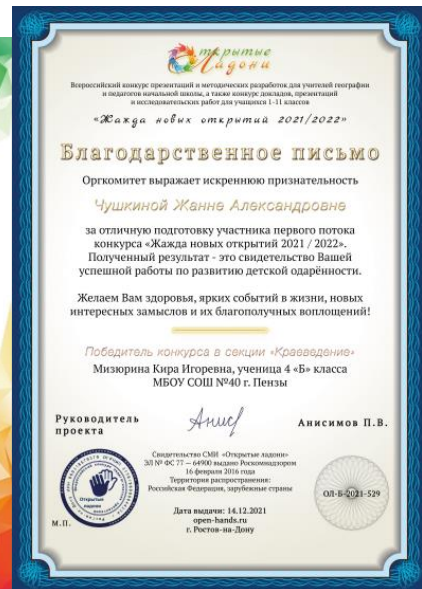 Открытые
Ладони
Всероссийский конкурс презентаций и методических разработок для учителей географии
и педагогов начальной школы, а также конкурс докладов, презентаций
и исследовательских работ для учащихся 1-11 классов
«Жажда новых открытий 2021/2022»
Благодарственное письмо
Оргкомитет выражает искреннюю признательность
Чушкиной Жанне Александровне
за отличную подготовку участника первого потока
конкурса «Жажда новых открытий 2021 / 2022».
Полученный результат - это свидетельство Вашей
успешной работы по развитию детской одарённости.
Желаем Вам здоровья, ярких событий в жизни, новых
интересных замыслов и их благополучных воплощений!
Победитель конкурса в секции «Краеведение»
Мизюрина Кира Игоревна, ученица 4 «Б» класса
МБОУ СОШ №40 г. Пензы
Руководитель
проекта
Анисимов П.В.
Свидетельство СМИ «Открытые ладони»
ЭЛ № ФС 77 — 64900 выдано Роскомнадзором
16 февраля 2016 года
Территория распространения:
Российская Федерация, зарубежные страны
Открытые
ладони
ОЛ-Б-2021-529
М.П.
Дата выдачи: 14.12.2021
open-hands.ru
г. Ростов-на-Дону